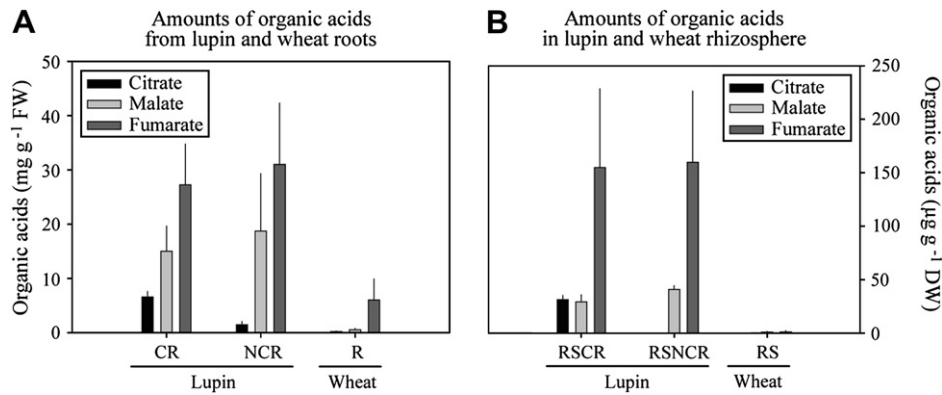 A
Amounts of organic acids
from lupin and wheat roots
Organic acids (mg g -1 FW)
50
40
30
20
10
0
Citrate
Malate
Fumarate
CR NCR R
Lupin Wheat
B
Amounts of organic acids
in lupin and wheat rhizosphere
Citrate
Malate
Fumarate
250
200
150
100
50
0
Organic acids (µg g -1 DW)
RSCR RSNCR RS
Lupin Wheat